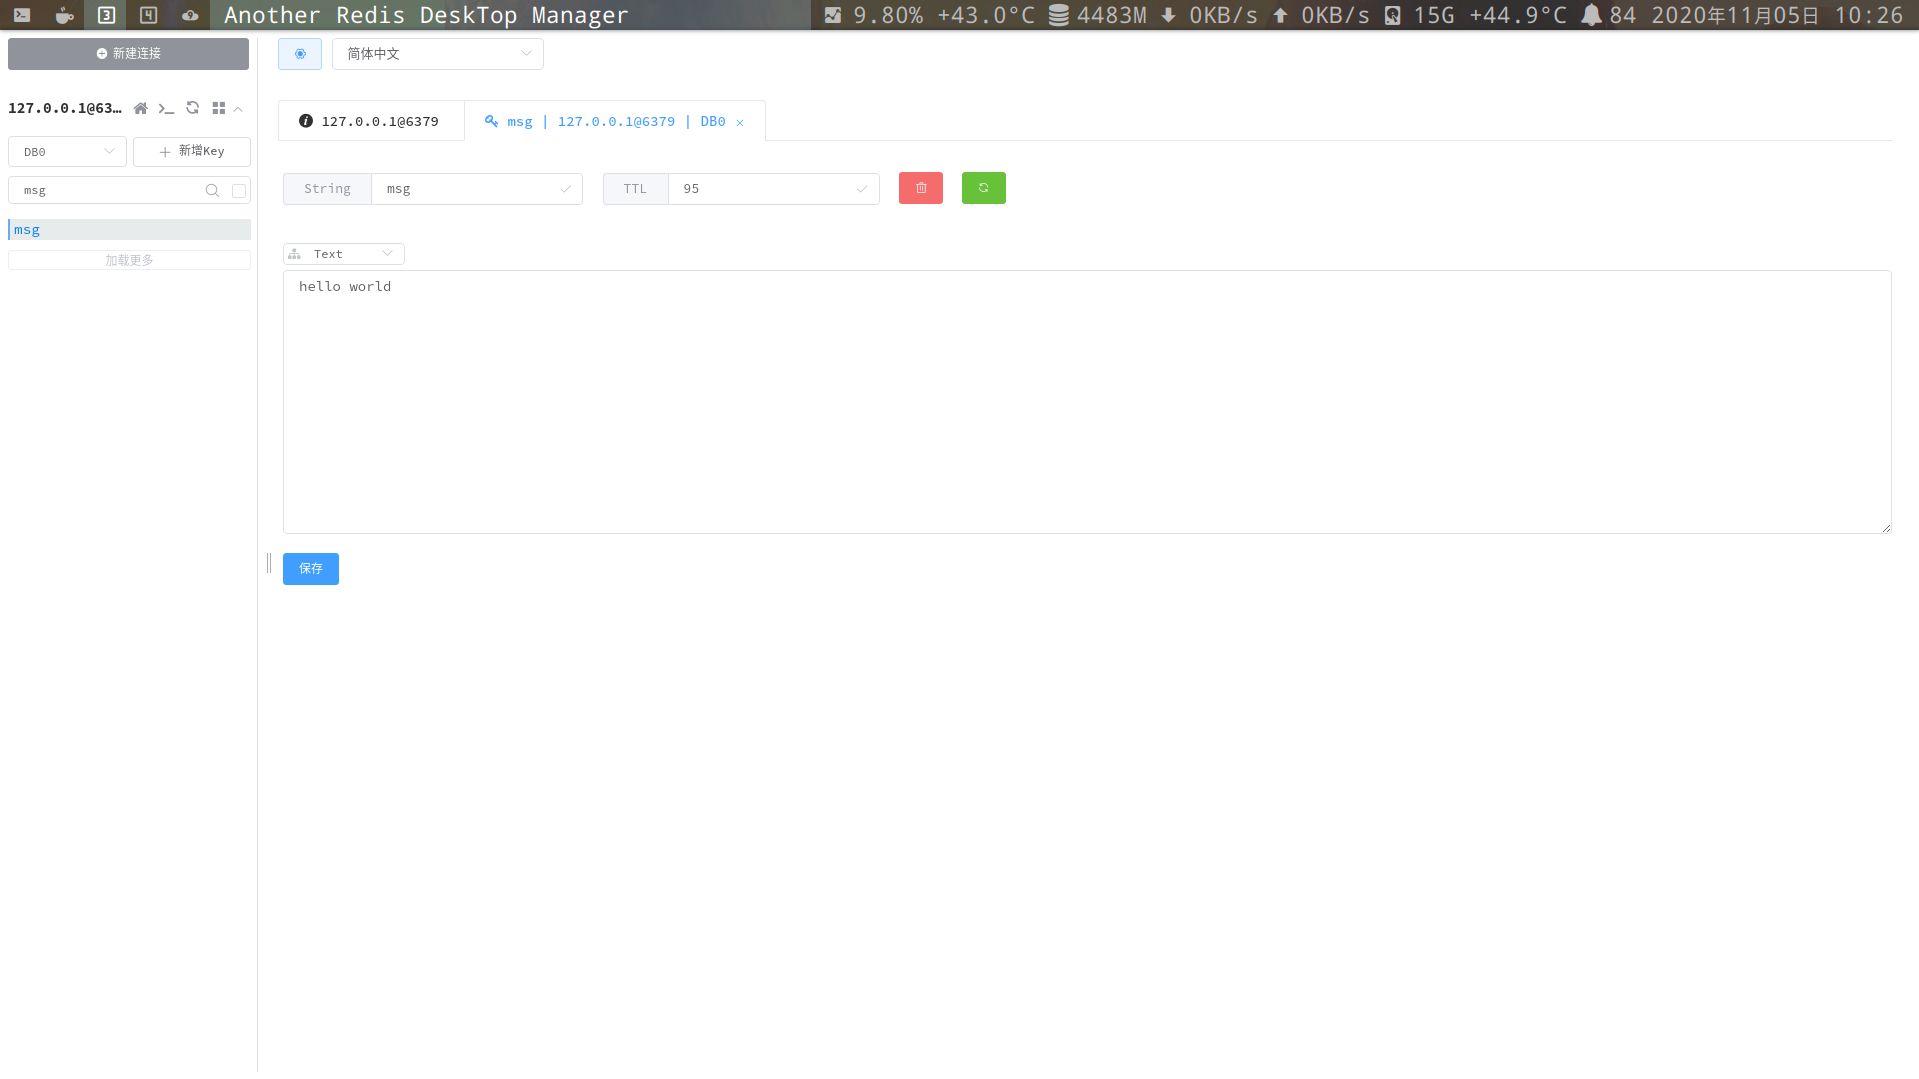 3 4 Another Redis DeskTop Manager 9.80% +43.0°C 4483M 0KB/s 0KB/s 15G +44.9°C 84 2020年11月05日 10:26
新建连接
简体中文
127.0.0.1@63...
127.0.0.1@6379
msg | 127.0.0.1@6379 | DB0
DB0
新增Key
String msg
TTL 95
msg
msg
加载更多
Text
hello world
保存